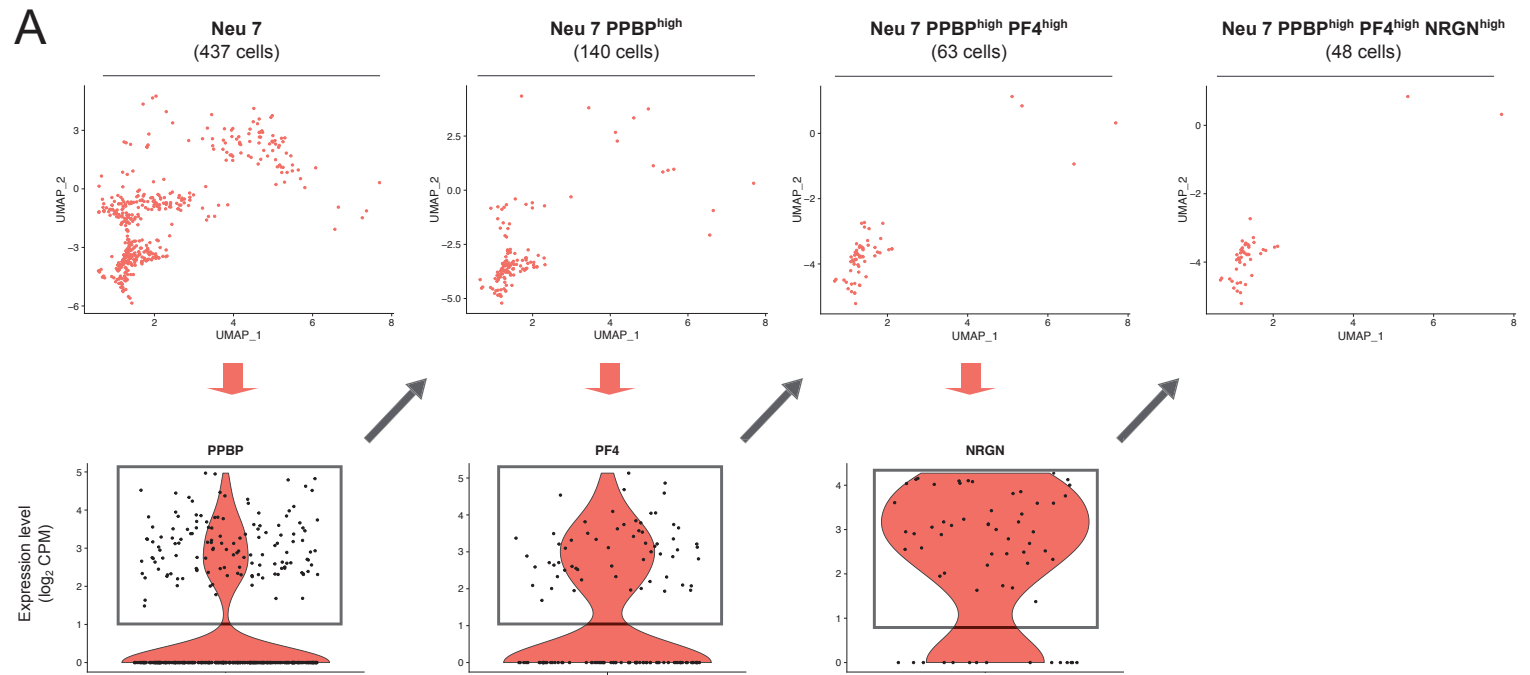 A
Neu 7
(437 cells)
Neu 7 PPBPhigh
(140 cells)
Neu 7 PPBPhigh PF4high
(63 cells)
Neu 7 PPBPhigh PF4high NRGNhigh
(48 cells)
UMAP_2
3
0
−3
−6
2
4
6
8
UMAP_1
UMAP_2
2.5
0.0
−2.5
−5.0
2
4
6
8
UMAP_1
UMAP_2
0
−2
−4
2
4
6
8
UMAP_1
UMAP_2
0
−2
−4
2
4
6
8
UMAP_1
Expression level
(log2 CPM)
PPBP
5
4
3
2
1
0
PF4
5
4
3
2
1
0
NRGN
4
3
2
1
0